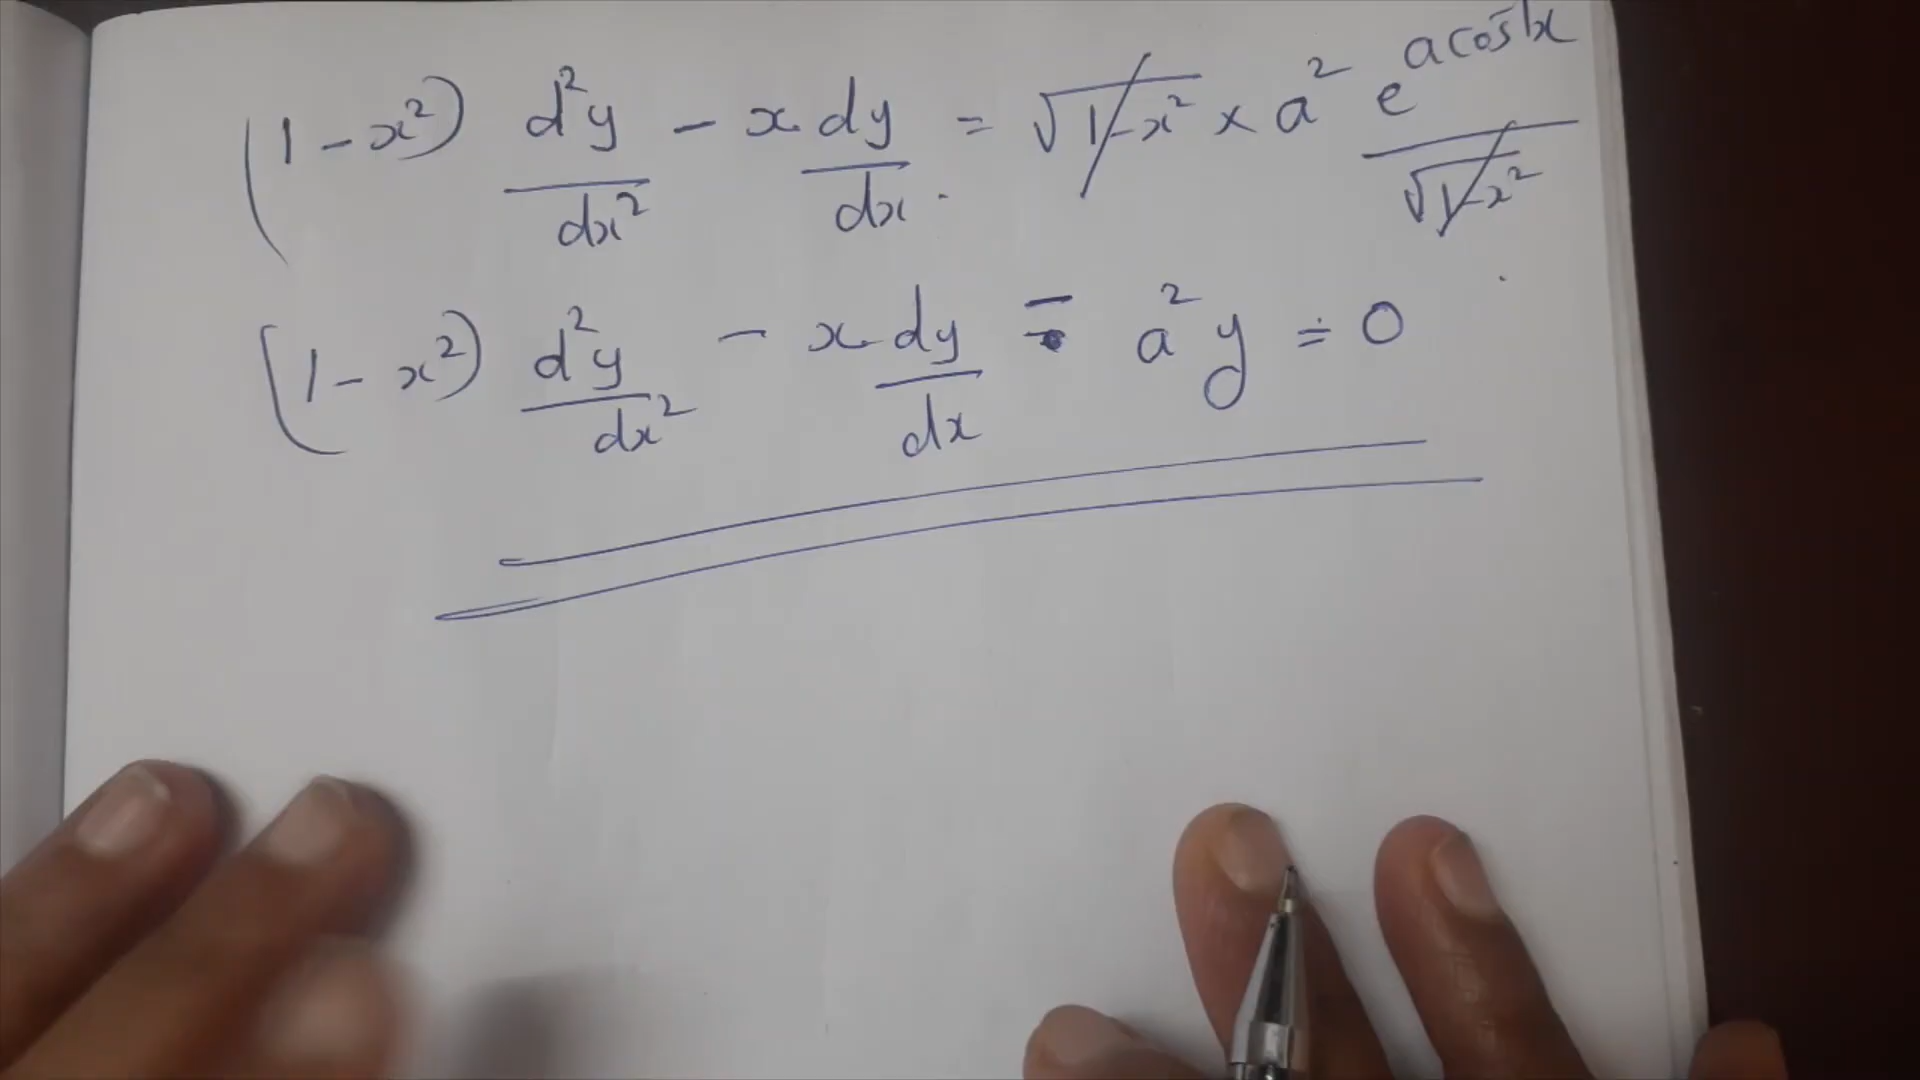 (1-x²) d²y/dx² - x dy/dx = √1-x² × a² e^(a cos⁻¹x)/√1-x²
(1-x²) d²y/dx² - x dy/dx - a²y = 0